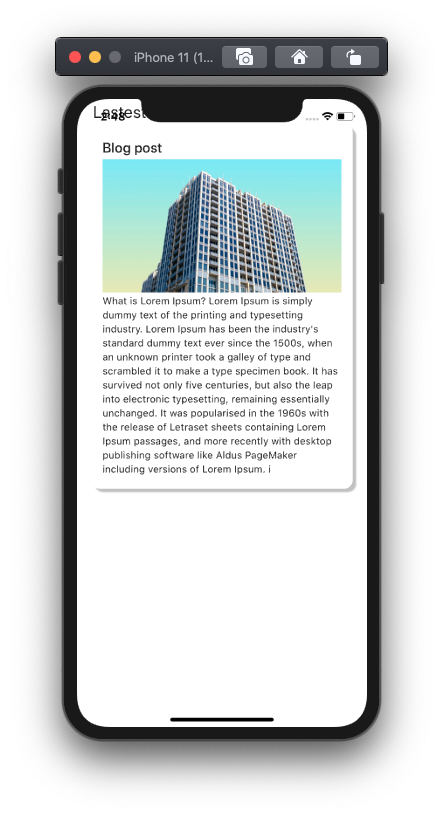 iPhone 11 (1...
Lastest
2:48
Blog post
What is Lorem Ipsum? Lorem Ipsum is simply
dummy text of the printing and typesetting
industry. Lorem Ipsum has been the industry's
standard dummy text ever since the 1500s, when
an unknown printer took a galley of type and
scrambled it to make a type specimen book. It has
survived not only five centuries, but also the leap
into electronic typesetting, remaining essentially
unchanged. It was popularised in the 1960s with
the release of Letraset sheets containing Lorem
Ipsum passages, and more recently with desktop
publishing software like Aldus PageMaker
including versions of Lorem Ipsum. i